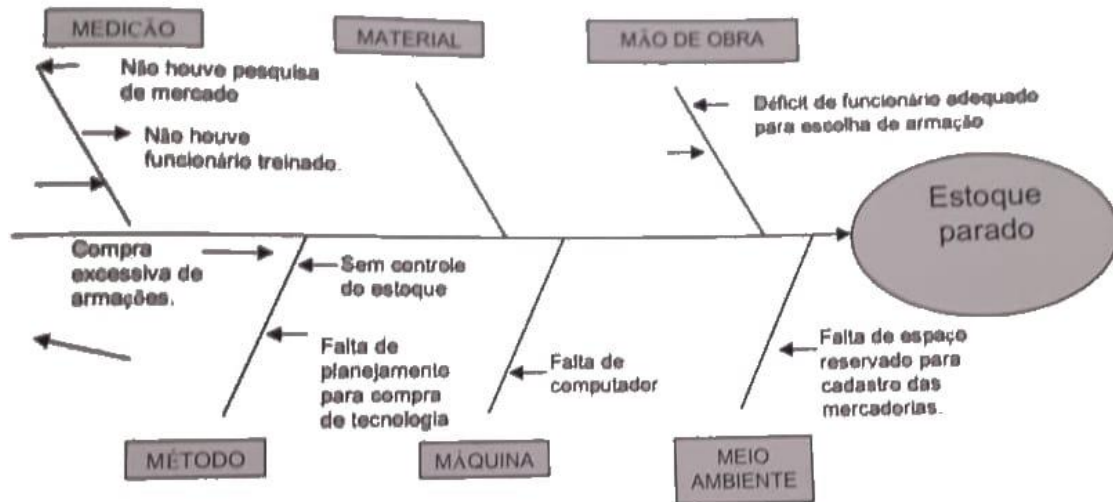 MEDIÇÃO
MATERIAL
MÃO DE OBRA
Não houve pesquisa
de mercado
Não houve
funcionário treinado.
Déficit de funcionário adequado
para escolha de armação
Estoque
parado
Compra
excessiva de
armações.
Sem controle
do estoque
Falta de
planejamento
para compra
de tecnologia
Falta de
computador
Falta de espaço
reservado para
cadastro das
mercadorias.
MÉTODO
MÁQUINA
MEIO
AMBIENTE